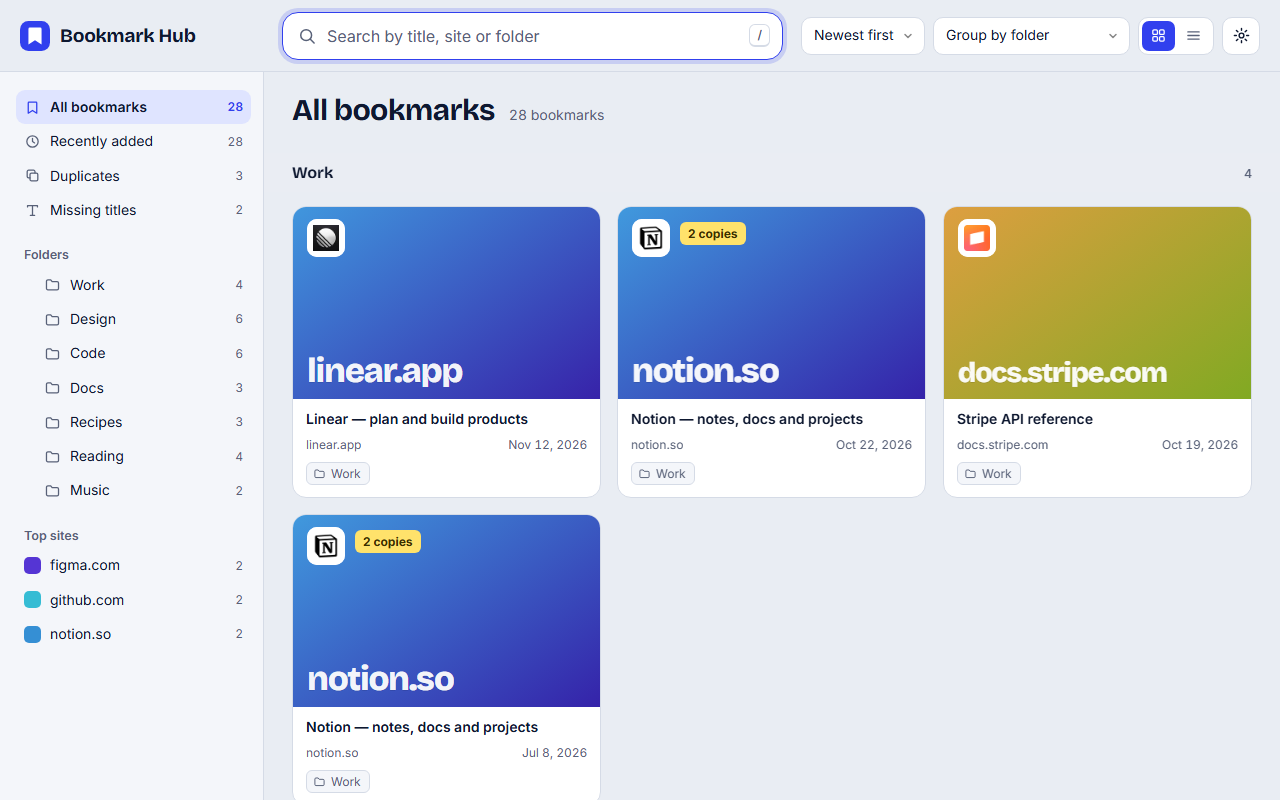 Bookmark Hub
Search by title, site or folder
/
Newest first
Group by folder
All bookmarks 28
Recently added 28
Duplicates 3
Missing titles 2
Folders
Work 4
Design 6
Code 6
Docs 3
Recipes 3
Reading 4
Music 2
Top sites
figma.com 2
github.com 2
notion.so 2
All bookmarks 28 bookmarks
Work 4
linear.app
Linear — plan and build products
linear.app Nov 12, 2026
Work
N
2 copies
notion.so
Notion — notes, docs and projects
notion.so Oct 22, 2026
Work
docs.stripe.com
Stripe API reference
docs.stripe.com Oct 19, 2026
Work
N
2 copies
notion.so
Notion — notes, docs and projects
notion.so Jul 8, 2026
Work